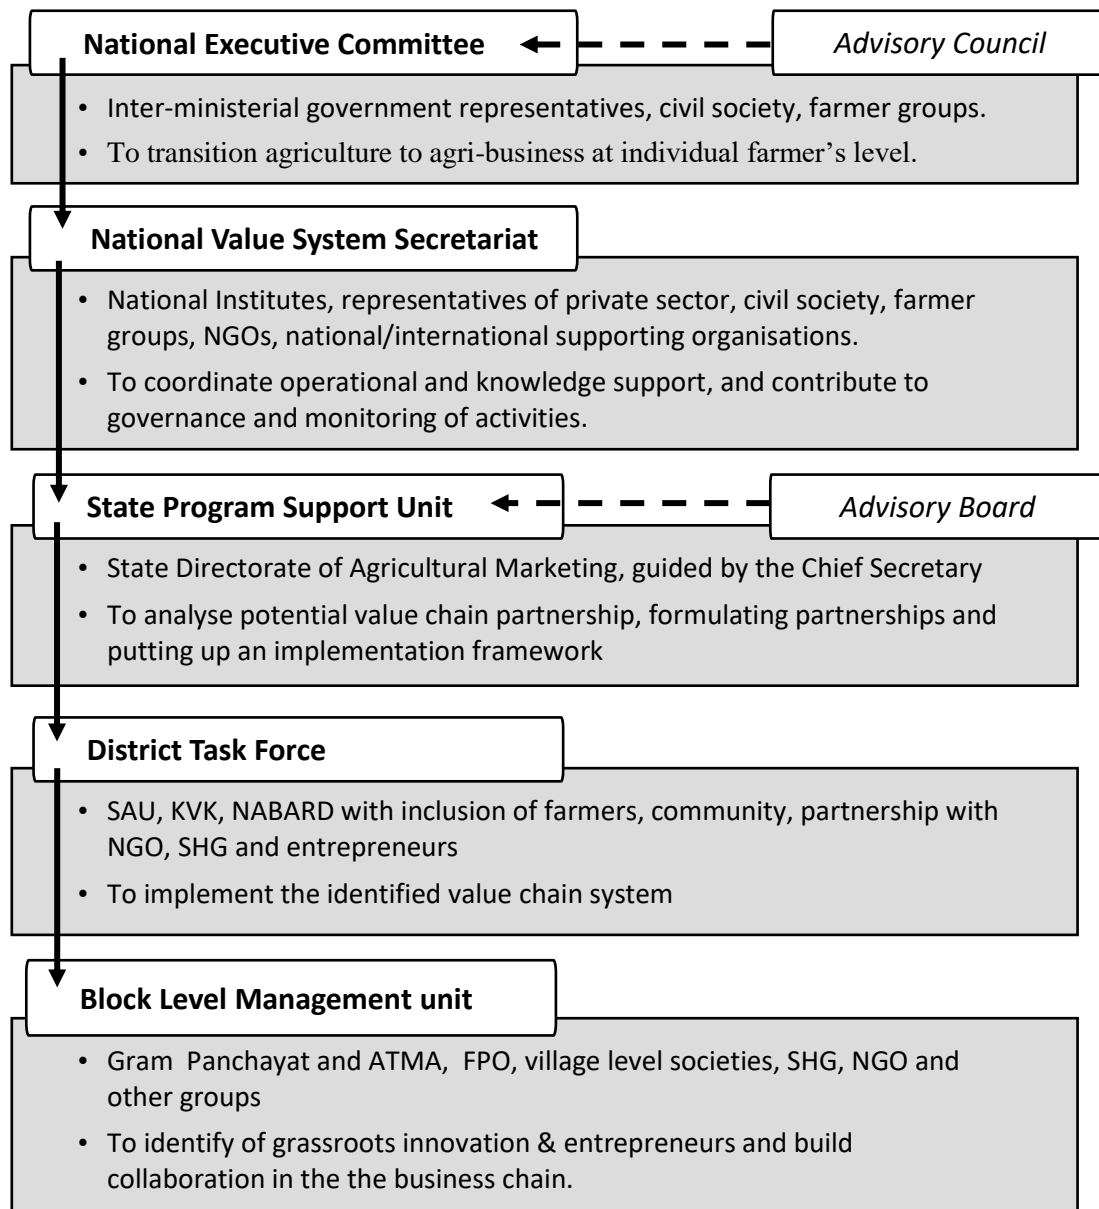 National Executive Committee
Advisory Council
• Inter-ministerial government representatives, civil society, farmer groups.
• To transition agriculture to agri-business at individual farmer’s level.
National Value System Secretariat
• National Institutes, representatives of private sector, civil society, farmer
groups, NGOs, national/international supporting organisations.
• To coordinate operational and knowledge support, and contribute to
governance and monitoring of activities.
State Program Support Unit
Advisory Board
• State Directorate of Agricultural Marketing, guided by the Chief Secretary
• To analyse potential value chain partnership, formulating partnerships and
putting up an implementation framework
District Task Force
• SAU, KVK, NABARD with inclusion of farmers, community, partnership with
NGO, SHG and entrepreneurs
• To implement the identified value chain system
Block Level Management unit
• Gram Panchayat and ATMA, FPO, village level societies, SHG, NGO and
other groups
• To identify of grassroots innovation & entrepreneurs and build
collaboration in the the business chain.